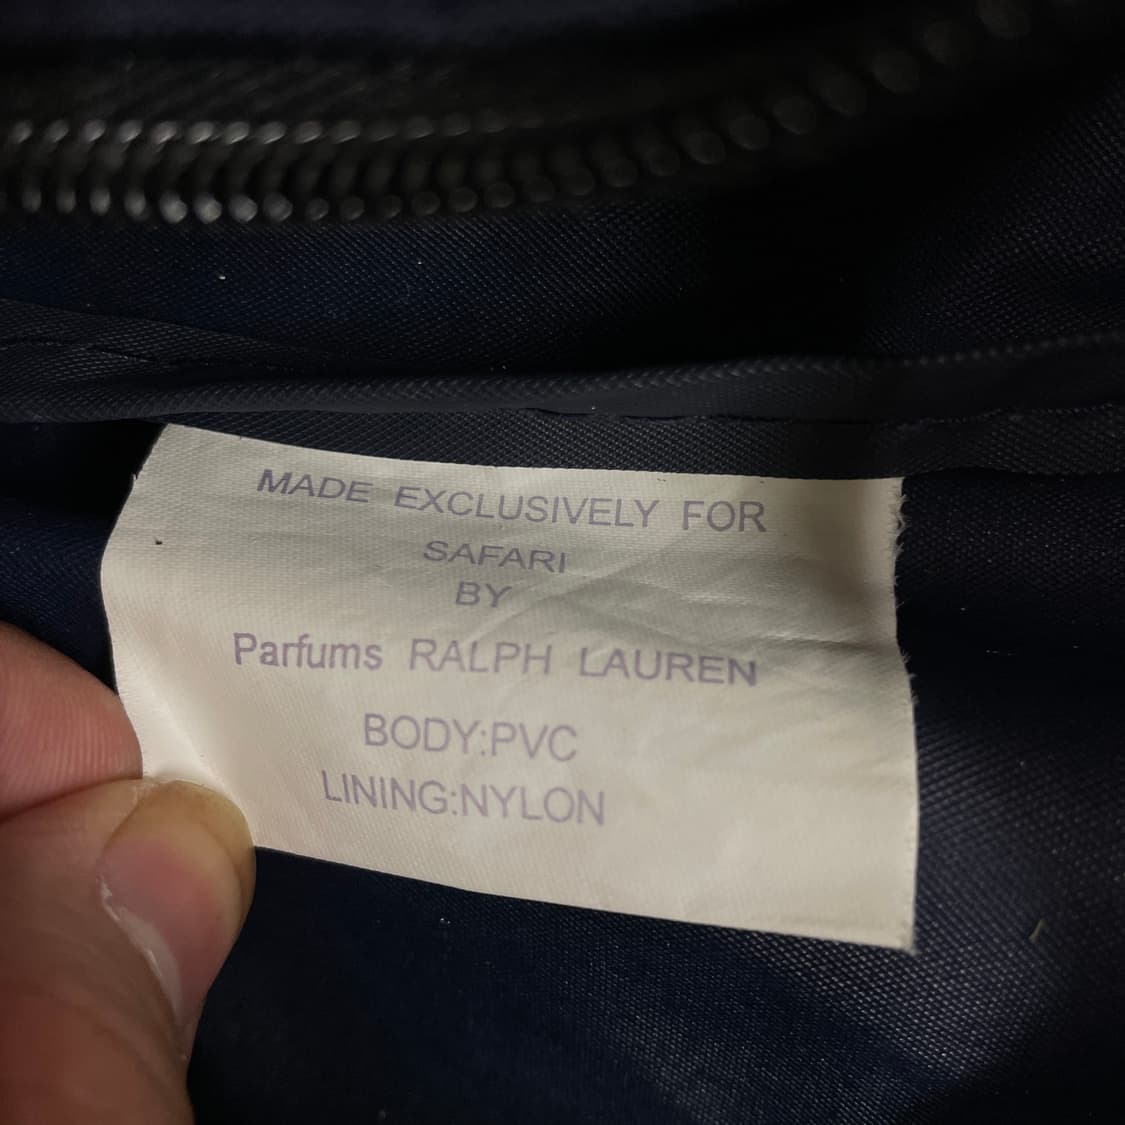 MADE EXCLUSIVELY FOR
SAFARI
BY
Parfums RALPH LAUREN
BODY:PVC
LINING:NYLON